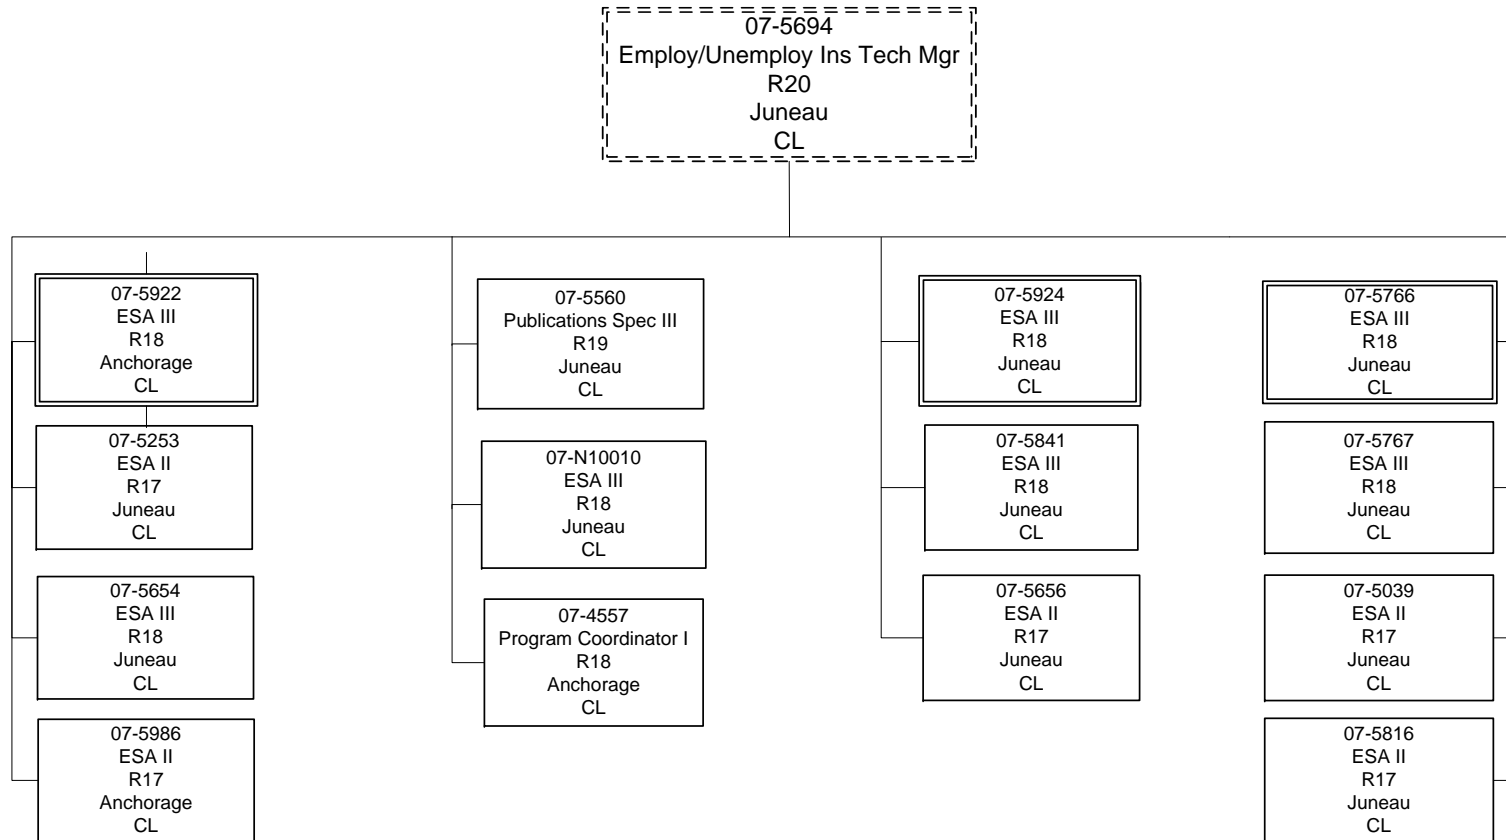 07-5694
Employ/Unemploy Ins Tech Mgr
R20
Juneau
CL
07-5922
ESA III
R18
Anchorage
CL
07-5253
ESA II
R17
Juneau
CL
07-5654
ESA III
R18
Juneau
CL
07-5986
ESA II
R17
Anchorage
CL
07-5560
Publications Spec III
R19
Juneau
CL
07-N10010
ESA III
R18
Juneau
CL
07-4557
Program Coordinator I
R18
Anchorage
CL
07-5924
ESA III
R18
Juneau
CL
07-5841
ESA III
R18
Juneau
CL
07-5656
ESA II
R17
Juneau
CL
07-5766
ESA III
R18
Juneau
CL
07-5767
ESA III
R18
Juneau
CL
07-5039
ESA II
R17
Juneau
CL
07-5816
ESA II
R17
Juneau
CL